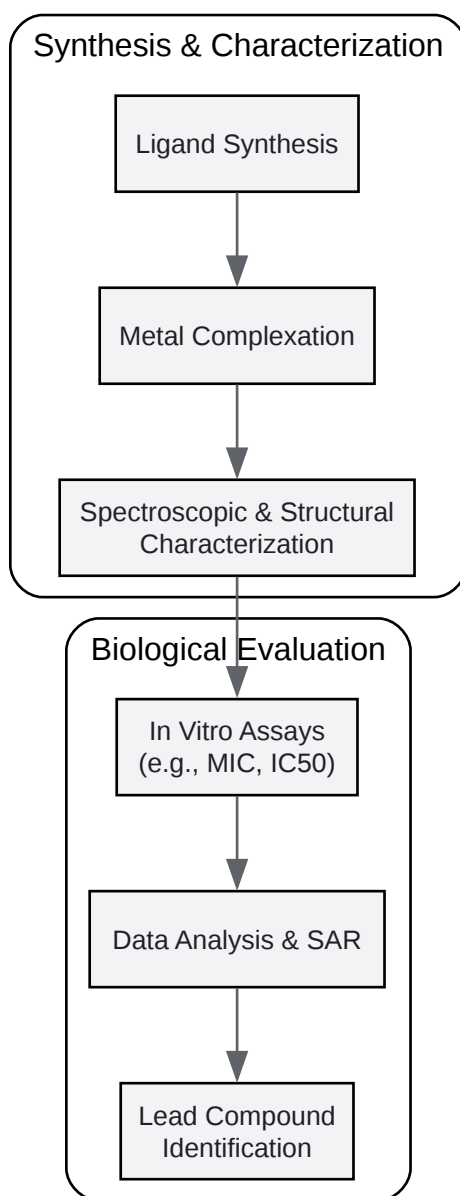 Synthesis & Characterization
Ligand Synthesis
Metal Complexation
Spectroscopic & Structural
Characterization
Biological Evaluation
In Vitro Assays
(e.g., MIC, IC50)
Data Analysis & SAR
Lead Compound
Identification